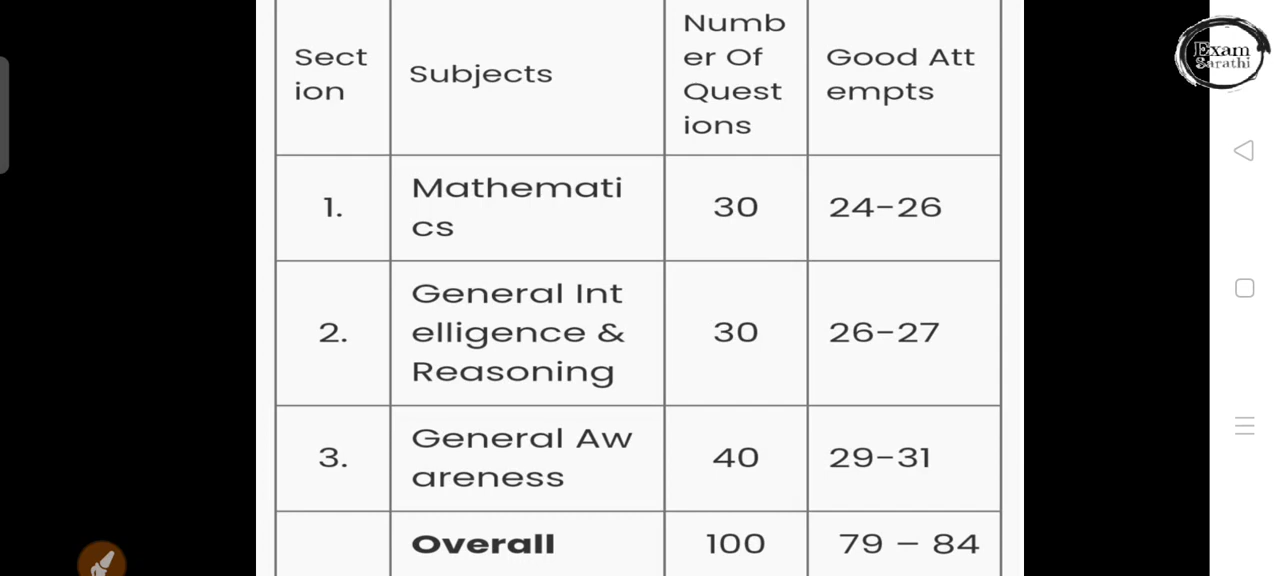 Sect
ion
Subjects
Numb
er Of
Quest
ions
Good Att
empts
1.
Mathemati
cs
30
24-26
2.
General Int
elligence &
Reasoning
30
26-27
3.
General Aw
areness
40
29-31
Overall
100
79 – 84
Exam
Sarathi